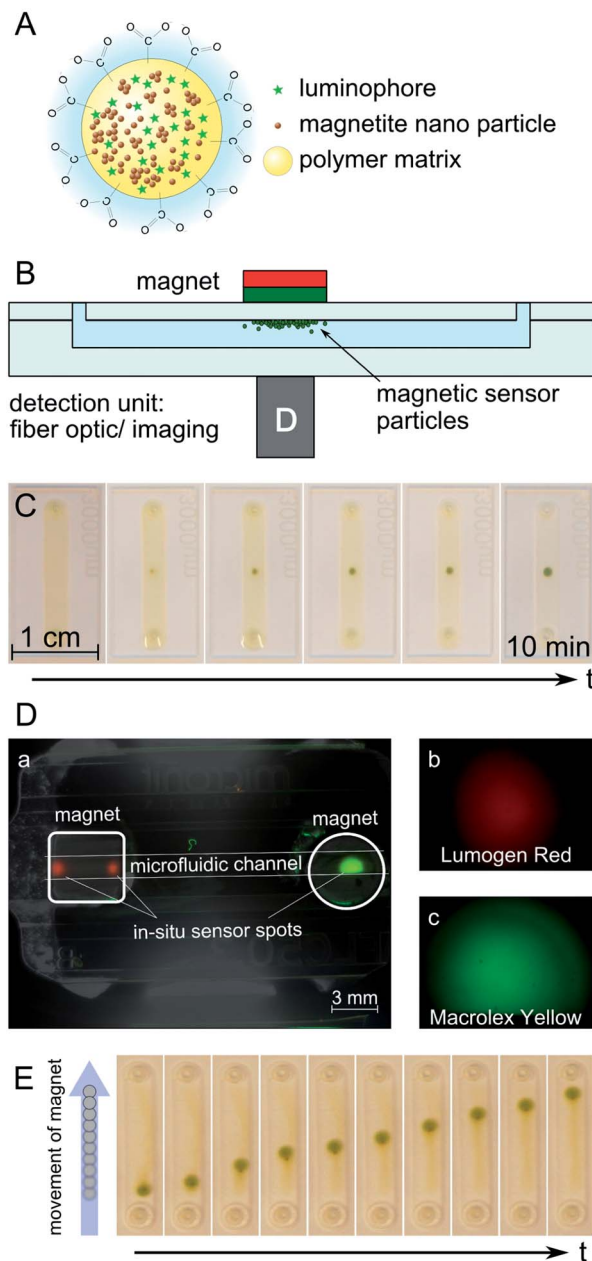 A
C
O
O
luminophore
magnetite nano particle
polymer matrix
B
magnet
magnetic sensor
particles
detection unit:
fiber optic/ imaging
D
C
3000um
1 cm
10 min
t
D
a
magnet
magnet
microfluidic channel
in-situ sensor spots
3 mm
b
Lumogen Red
c
Macrolex Yellow
E
movement of magnet
t